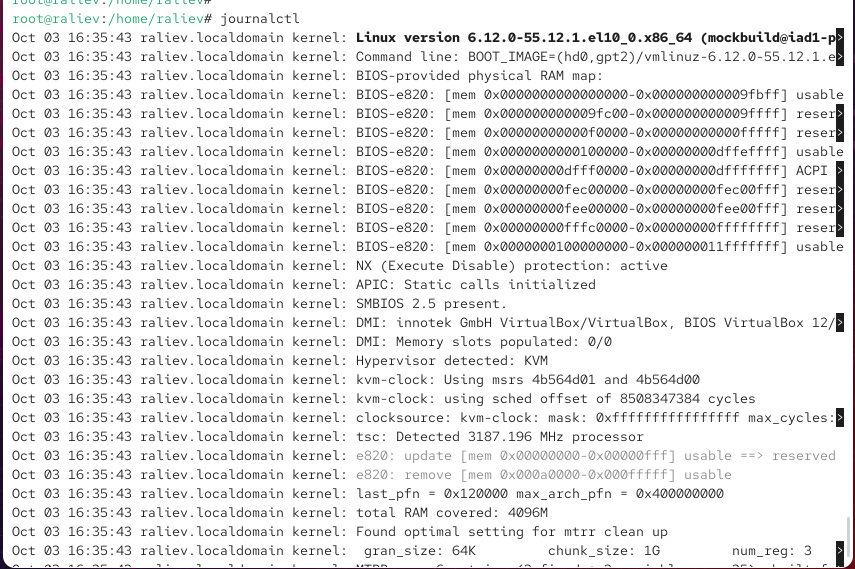 root@raliev:/home/raliev#
root@raliev:/home/raliev# journalctl
Oct 03 16:35:43 raliev.localdomain kernel: Linux version 6.12.0-55.12.1.el10_0.x86_64 (mockbuild@iad1-p>
Oct 03 16:35:43 raliev.localdomain kernel: Command line: BOOT_IMAGE=(hd0,gpt2)/vmlinuz-6.12.0-55.12.1.e>
Oct 03 16:35:43 raliev.localdomain kernel: BIOS-provided physical RAM map:
Oct 03 16:35:43 raliev.localdomain kernel: BIOS-e820: [mem 0x0000000000000000-0x000000000009fbff] usable
Oct 03 16:35:43 raliev.localdomain kernel: BIOS-e820: [mem 0x000000000009fc00-0x000000000009ffff] reser>
Oct 03 16:35:43 raliev.localdomain kernel: BIOS-e820: [mem 0x00000000000f0000-0x00000000000fffff] reser>
Oct 03 16:35:43 raliev.localdomain kernel: BIOS-e820: [mem 0x0000000000100000-0x00000000dffeffff] usable
Oct 03 16:35:43 raliev.localdomain kernel: BIOS-e820: [mem 0x00000000dfff0000-0x00000000dfffffff] ACPI >
Oct 03 16:35:43 raliev.localdomain kernel: BIOS-e820: [mem 0x00000000fec00000-0x00000000fec00fff] reser>
Oct 03 16:35:43 raliev.localdomain kernel: BIOS-e820: [mem 0x00000000fee00000-0x00000000fee00fff] reser>
Oct 03 16:35:43 raliev.localdomain kernel: BIOS-e820: [mem 0x00000000fffc0000-0x00000000ffffffff] reser>
Oct 03 16:35:43 raliev.localdomain kernel: BIOS-e820: [mem 0x0000000100000000-0x000000011fffffff] usable
Oct 03 16:35:43 raliev.localdomain kernel: NX (Execute Disable) protection: active
Oct 03 16:35:43 raliev.localdomain kernel: APIC: Static calls initialized
Oct 03 16:35:43 raliev.localdomain kernel: SMBIOS 2.5 present.
Oct 03 16:35:43 raliev.localdomain kernel: DMI: innotek GmbH VirtualBox/VirtualBox, BIOS VirtualBox 12/>
Oct 03 16:35:43 raliev.localdomain kernel: DMI: Memory slots populated: 0/0
Oct 03 16:35:43 raliev.localdomain kernel: Hypervisor detected: KVM
Oct 03 16:35:43 raliev.localdomain kernel: kvm-clock: Using msrs 4b564d01 and 4b564d00
Oct 03 16:35:43 raliev.localdomain kernel: kvm-clock: using sched offset of 8508347384 cycles
Oct 03 16:35:43 raliev.localdomain kernel: clocksource: kvm-clock: mask: 0xffffffffffffffff max_cycles:>
Oct 03 16:35:43 raliev.localdomain kernel: tsc: Detected 3187.196 MHz processor
Oct 03 16:35:43 raliev.localdomain kernel: e820: update [mem 0x00000000-0x00000fff] usable ==> reserved
Oct 03 16:35:43 raliev.localdomain kernel: e820: remove [mem 0x000a0000-0x000fffff] usable
Oct 03 16:35:43 raliev.localdomain kernel: last_pfn = 0x120000 max_arch_pfn = 0x400000000
Oct 03 16:35:43 raliev.localdomain kernel: total RAM covered: 4096M
Oct 03 16:35:43 raliev.localdomain kernel: Found optimal setting for mtrr clean up
Oct 03 16:35:43 raliev.localdomain kernel:  gran_size: 64K         chunk_size: 1G         num_reg: 3   >